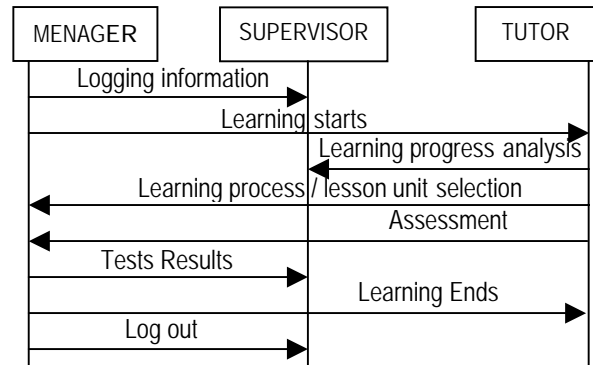 MENAGER
SUPERVISOR
TUTOR
Logging information
Learning starts
Learning progress analysis
Learning process / lesson unit selection
Assessment
Tests Results
Learning Ends
Log out